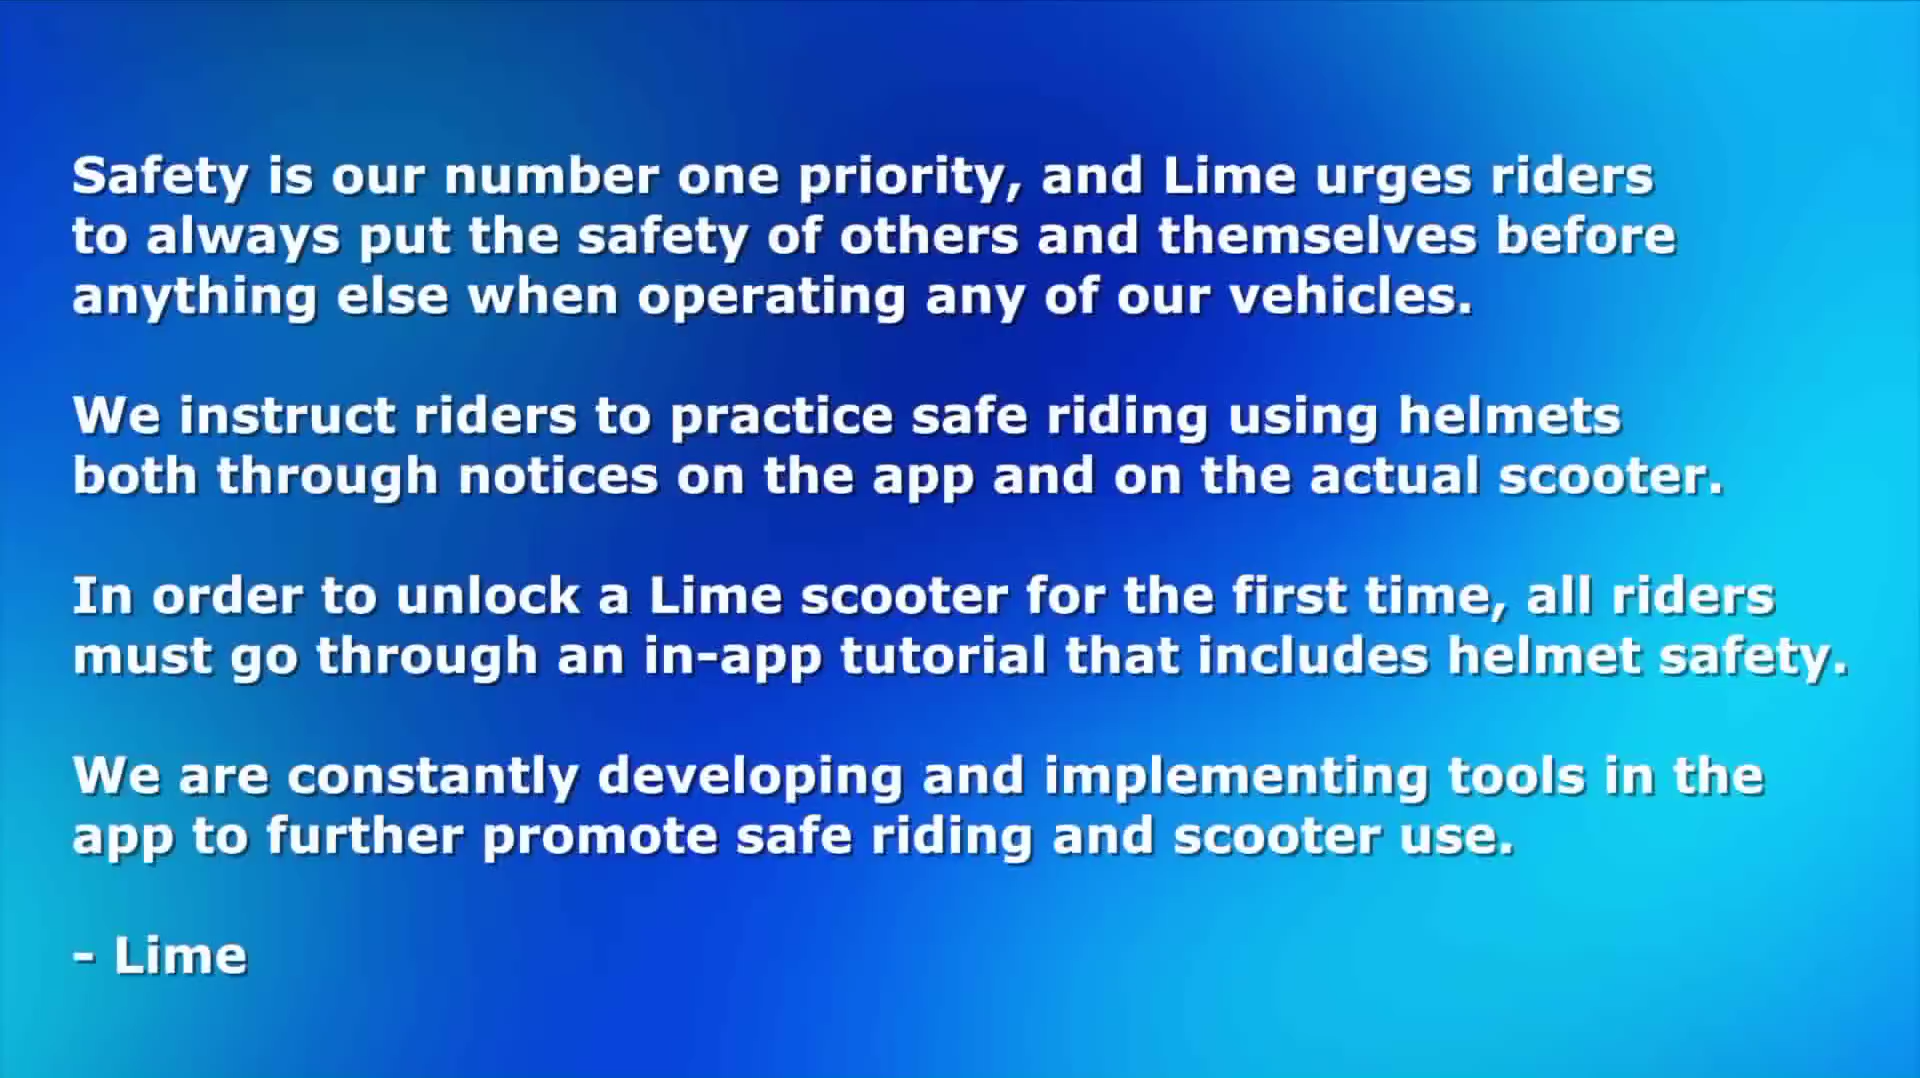 Safety is our number one priority, and Lime urges riders
to always put the safety of others and themselves before
anything else when operating any of our vehicles.
We instruct riders to practice safe riding using helmets
both through notices on the app and on the actual scooter.
In order to unlock a Lime scooter for the first time, all riders
must go through an in-app tutorial that includes helmet safety.
We are constantly developing and implementing tools in the
app to further promote safe riding and scooter use.
- Lime